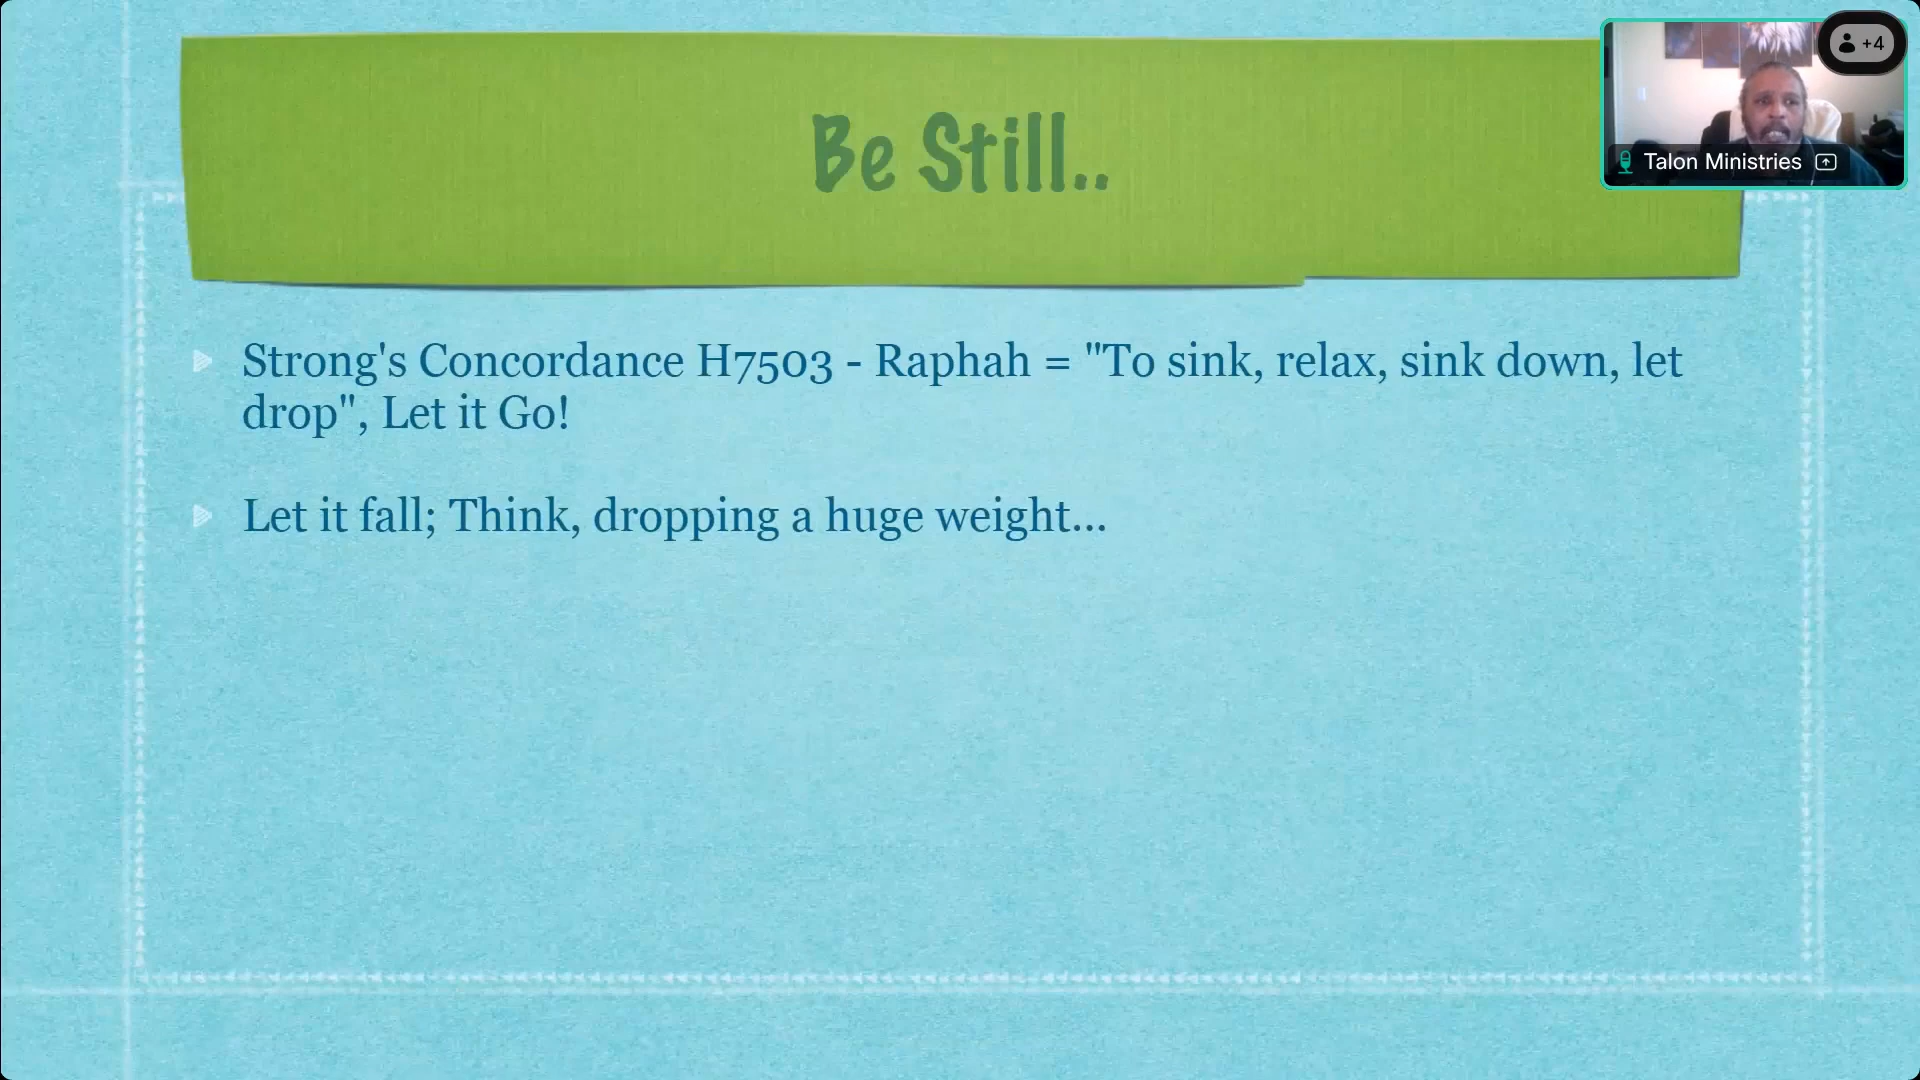 Be Still..
+4
Talon Ministries
Strong's Concordance H7503 - Raphah = "To sink, relax, sink down, let
drop", Let it Go!
Let it fall; Think, dropping a huge weight...